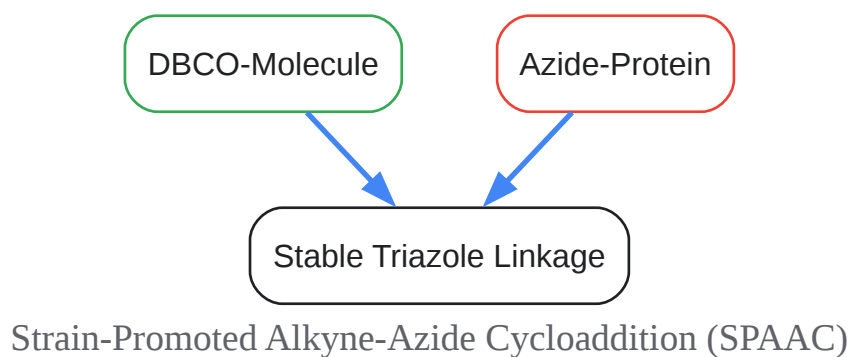 DBCO-Molecule
Azide-Protein
Stable Triazole Linkage
Strain-Promoted Alkyne-Azide Cycloaddition (SPAAC)